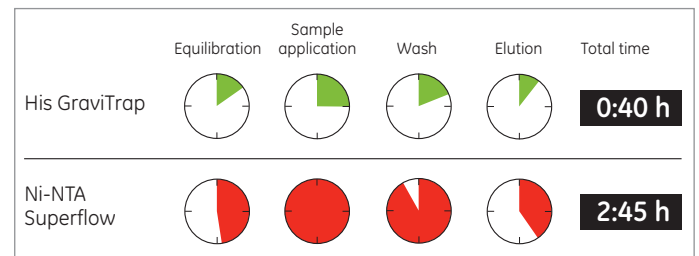 Equilibration
Sample
application
Wash
Elution
Total time
His GraviTrap
0:40 h
Ni-NTA
Superflow
2:45 h